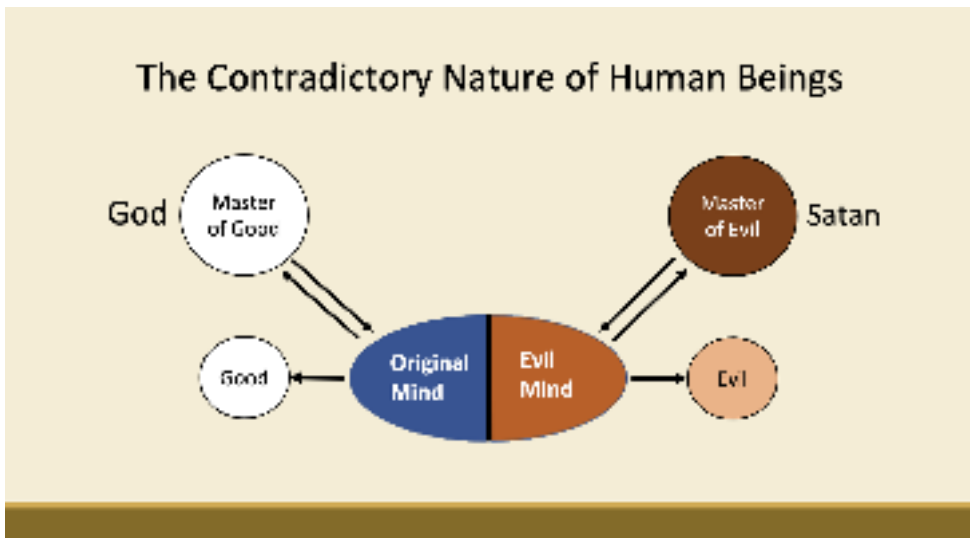 The Contradictory Nature of Human Beings
God
Master
of Good
Master
of Evil
Satan
Good
Original
Mind
Evil
Mind
Evil